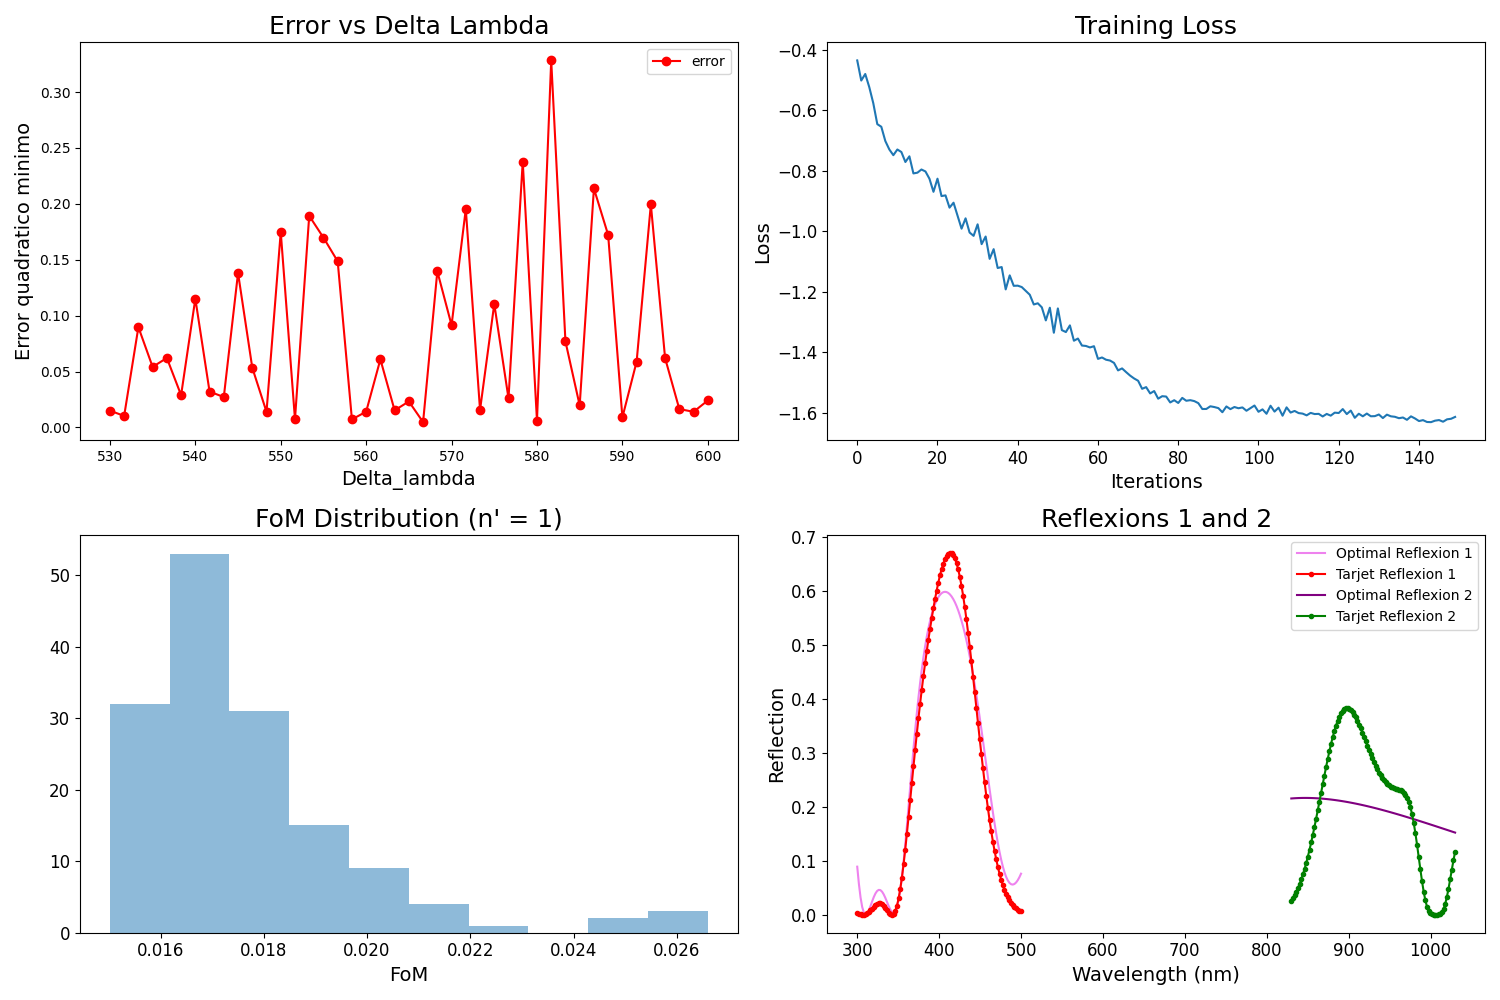 Error vs Delta Lambda
error
0.30
0.25
0.20
0.15
0.10
0.05
0.00
Error quadratico minimo
530 540 550 560 570 580 590 600
Delta_lambda
Training Loss
−0.4
−0.6
−0.8
−1.0
−1.2
−1.4
−1.6
Loss
0 20 40 60 80 100 120 140
Iterations
FoM Distribution (n' = 1)
50
40
30
20
10
0
0.016 0.018 0.020 0.022 0.024 0.026
FoM
Reflexions 1 and 2
Optimal Reflexion 1
Tarjet Reflexion 1
Optimal Reflexion 2
Tarjet Reflexion 2
0.7
0.6
0.5
0.4
0.3
0.2
0.1
0.0
Reflection
300 400 500 600 700 800 900 1000
Wavelength (nm)